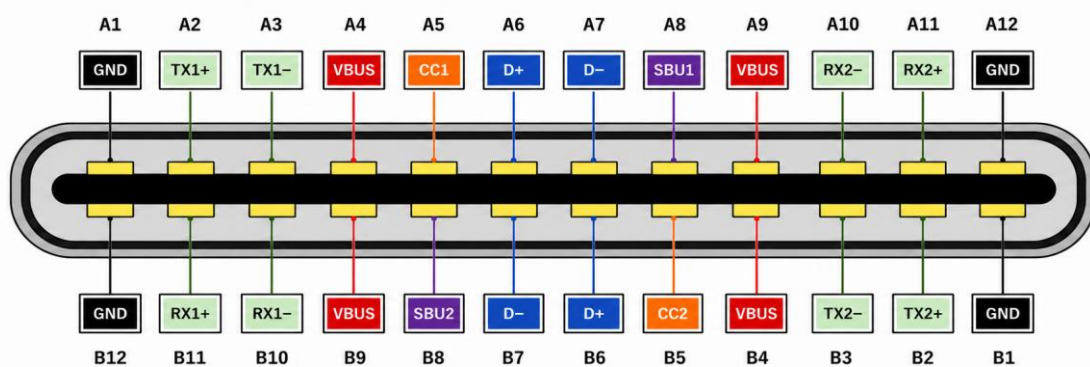 A1 A2 A3 A4 A5 A6 A7 A8 A9 A10 A11 A12
GND TX1+ TX1− VBUS CC1 D+ D− SBU1 VBUS RX2− RX2+ GND
GND RX1+ RX1− VBUS SBU2 D− D+ CC2 VBUS TX2− TX2+ GND
B12 B11 B10 B9 B8 B7 B6 B5 B4 B3 B2 B1